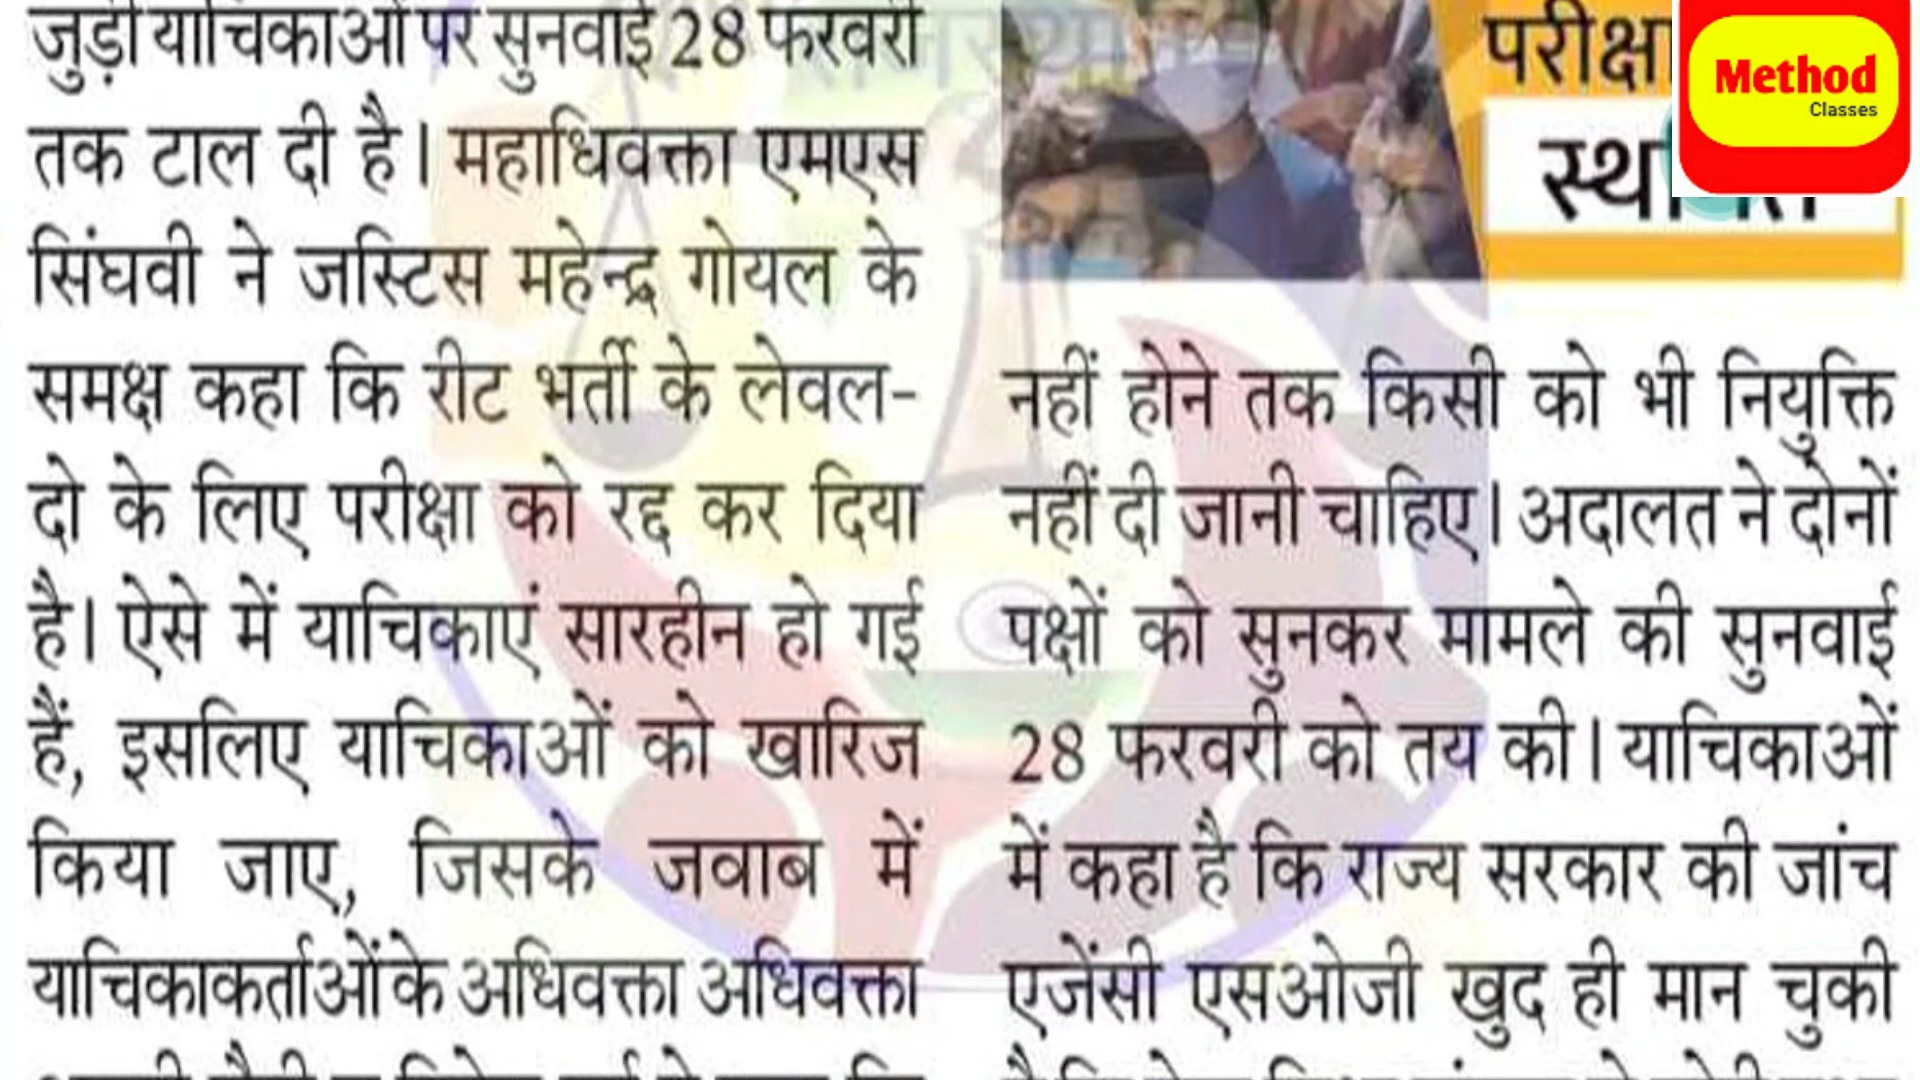 जुड़ी याचिकाओं पर सुनवाई 28 फरवरी
तक टाल दी है। महाधिवक्ता एमएस
सिंघवी ने जस्टिस महेन्द्र गोयल के
समक्ष कहा कि रीट भर्ती के लेवल-
दो के लिए परीक्षा को रद्द कर दिया
है। ऐसे में याचिकाएं सारहीन हो गई
हैं, इसलिए याचिकाओं को खारिज
किया जाए, जिसके जवाब में
याचिकाकर्ताओं के अधिवक्ता अधिवक्ता
परीक्षा
Method
Classes
नहीं होने तक किसी को भी नियुक्ति
नहीं दी जानी चाहिए। अदालत ने दोनों
पक्षों को सुनकर मामले की सुनवाई
28 फरवरी को तय की। याचिकाओं
में कहा है कि राज्य सरकार की जांच
एजेंसी एसओजी खुद ही मान चुकी